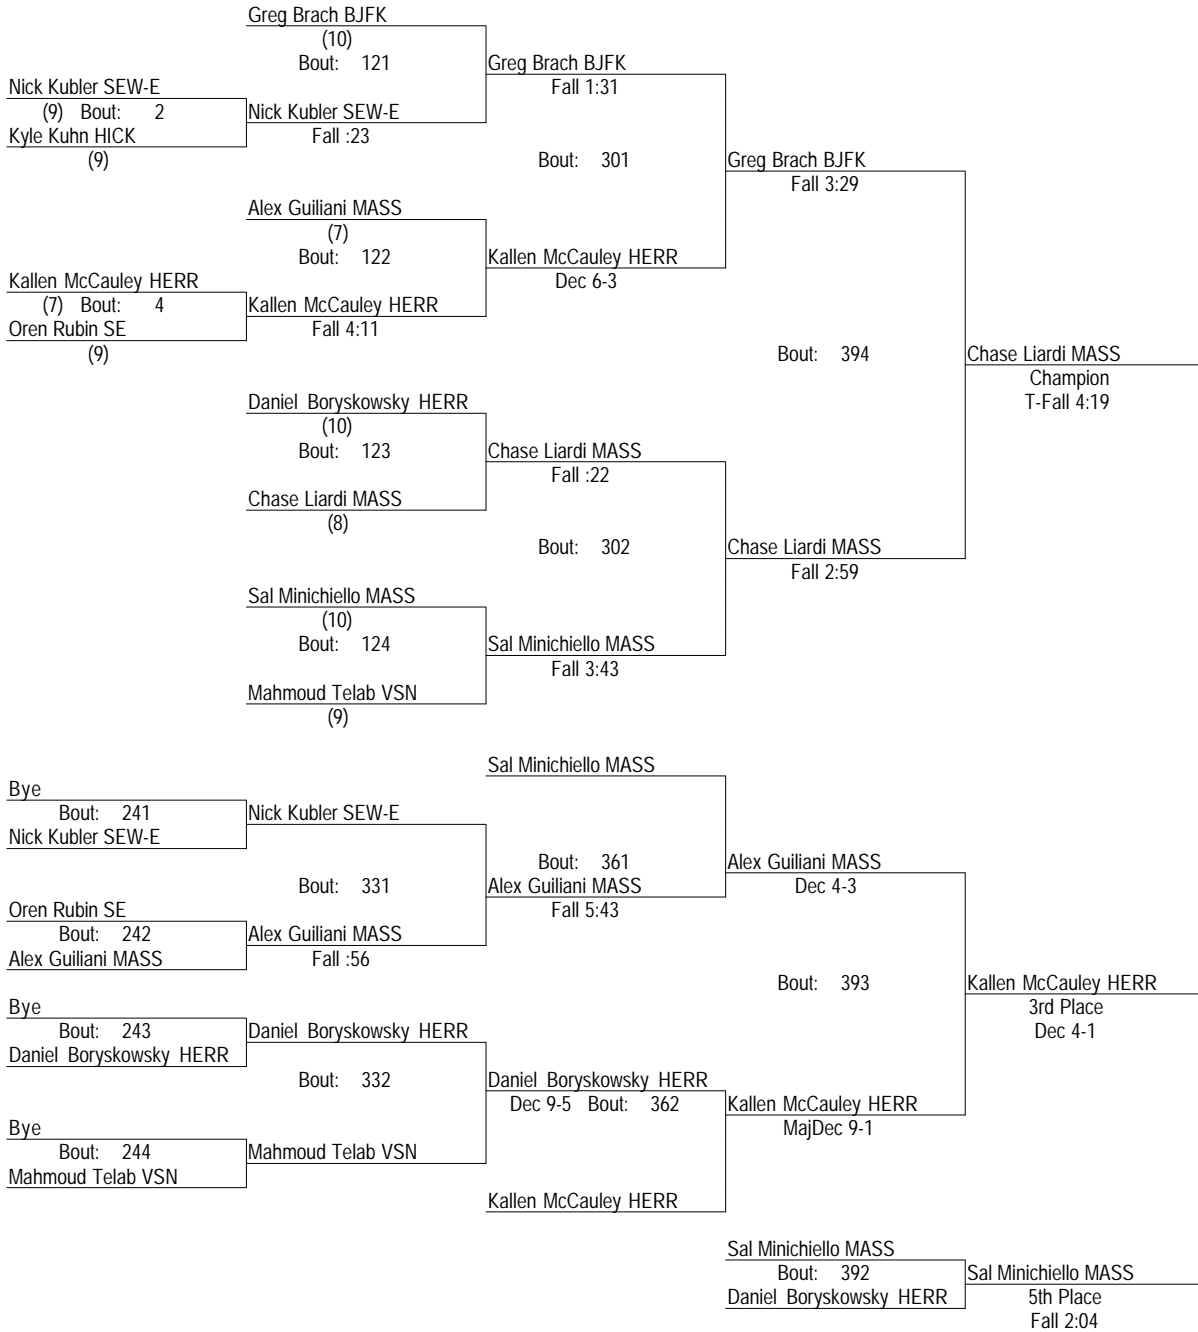 Greg Brach BJFK
(10)
Bout: 121
Greg Brach BJFK
Fall 1:31
Nick Kubler SEW-E
(9) Bout: 2
Nick Kubler SEW-E
Kyle Kuhn HICK
Fall :23
(9)
Bout: 301
Greg Brach BJFK
Fall 3:29
Alex Guiliani MASS
(7)
Bout: 122
Kallen McCauley HERR
Dec 6-3
Kallen McCauley HERR
(7) Bout: 4
Kallen McCauley HERR
Oren Rubin SE
Fall 4:11
(9)
Bout: 394
Chase Liardi MASS
Champion
T-Fall 4:19
Daniel Boryskowsky HERR
(10)
Bout: 123
Chase Liardi MASS
Fall :22
Chase Liardi MASS
(8)
Bout: 302
Chase Liardi MASS
Fall 2:59
Sal Minichiello MASS
(10)
Bout: 124
Sal Minichiello MASS
Fall 3:43
Mahmoud Telab VSN
(9)
Sal Minichiello MASS
Bye
Bout: 241
Nick Kubler SEW-E
Nick Kubler SEW-E
Bout: 361
Alex Guiliani MASS
Dec 4-3
Bout: 331
Alex Guiliani MASS
Fall 5:43
Oren Rubin SE
Bout: 242
Alex Guiliani MASS
Alex Guiliani MASS
Fall :56
Bout: 393
Kallen McCauley HERR
3rd Place
Dec 4-1
Bye
Bout: 243
Daniel Boryskowsky HERR
Daniel Boryskowsky HERR
Bout: 332
Daniel Boryskowsky HERR
Dec 9-5 Bout: 362
Kallen McCauley HERR
MajDec 9-1
Bye
Bout: 244
Mahmoud Telab VSN
Mahmoud Telab VSN
Kallen McCauley HERR
Sal Minichiello MASS
Bout: 392
Sal Minichiello MASS
Daniel Boryskowsky HERR
5th Place
Fall 2:04